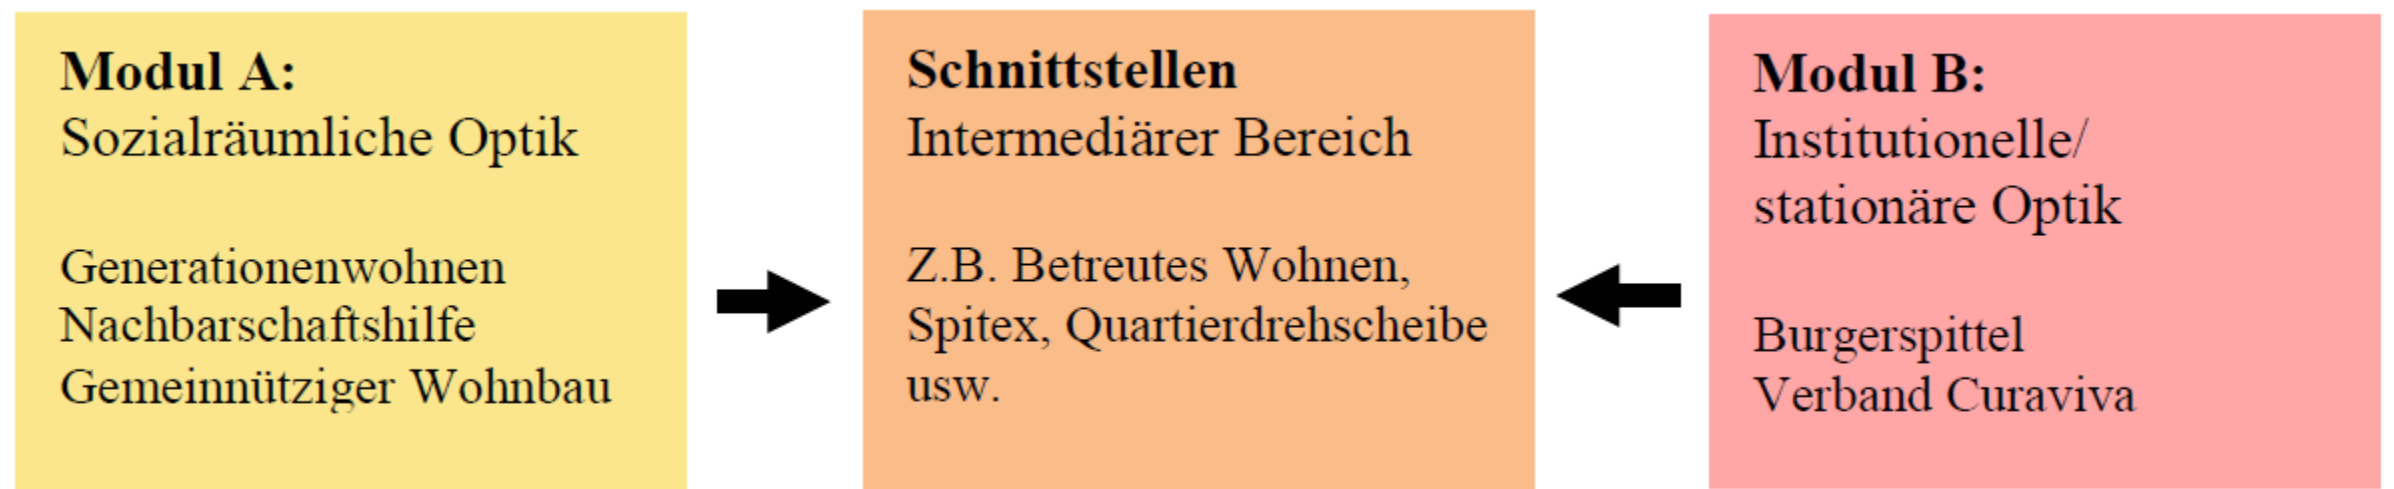 Modul A:
Sozialräumliche Optik
Generationenwohnen
Nachbarschaftshilfe
Gemeinnütziger Wohnbau
Schnittstellen
Intermediärer Bereich
Z.B. Betreutes Wohnen,
Spitex, Quartierdrehscheibe
usw.
Modul B:
Institutionelle/
stationäre Optik
Burgerspittel
Verband Curaviva